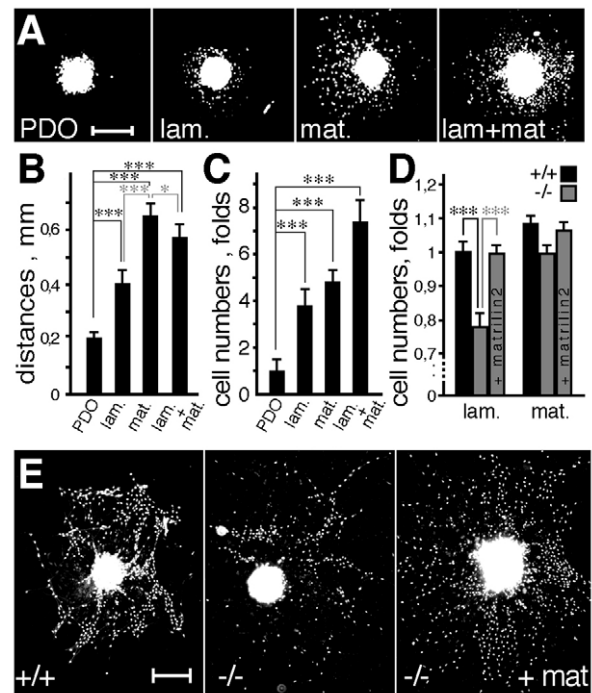 A
PDO
lam.
mat.
lam+mat
B
distances , mm
0,6
0,4
0,2
0
***
***
***
*
***
PDO
lam.
mat.
lam. + mat.
C
cell numbers, folds
8
6
4
2
0
***
***
***
PDO
lam.
mat.
lam. + mat.
D
+/+
-/-
cell numbers, folds
1,2
1,1
1,0
0,9
0,8
0,7
0
***
***
+ matrilin2
+ matrilin2
lam.
mat.
E
+/+
-/-
-/- + mat